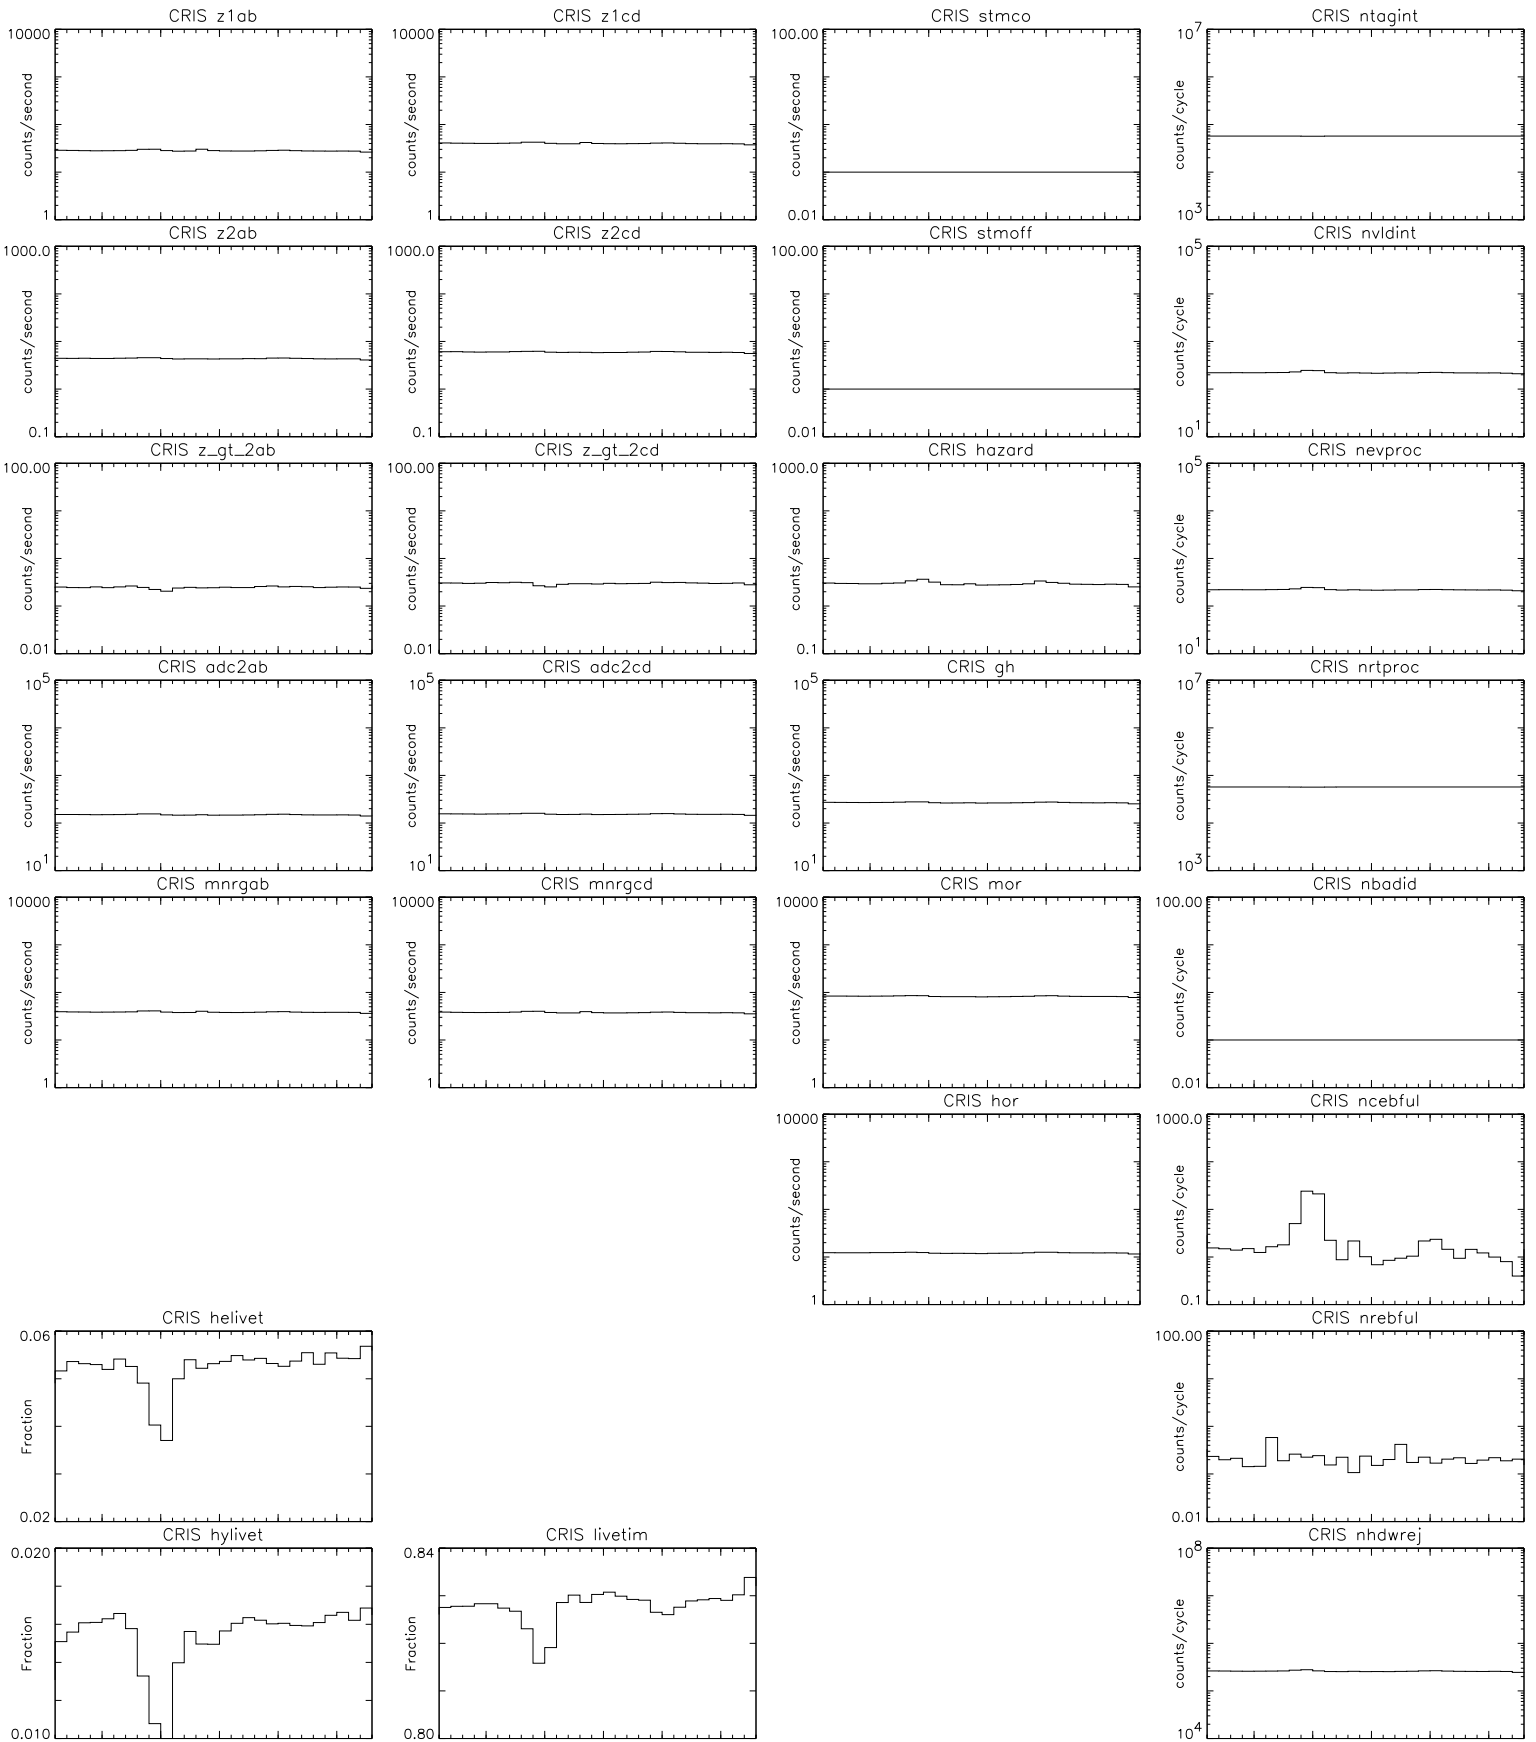 CRIS z1ab
CRIS z1cd
CRIS stmco
CRIS ntagint
10000
counts/second
1
10000
counts/second
1
100.00
counts/second
0.01
10^7
counts/cycle
10^3
CRIS z2ab
CRIS z2cd
CRIS stmoff
CRIS nvldint
1000.0
counts/second
0.1
1000.0
counts/second
0.1
100.00
counts/second
0.01
10^5
counts/cycle
10^1
CRIS z_gt_2ab
CRIS z_gt_2cd
CRIS hazard
CRIS nevproc
100.00
counts/second
0.01
100.00
counts/second
0.01
1000.0
counts/second
0.1
10^5
counts/cycle
10^1
CRIS adc2ab
CRIS adc2cd
CRIS gh
CRIS nrtproc
10^5
counts/second
10^1
10^5
counts/second
10^1
10^5
counts/second
10^1
10^7
counts/cycle
10^3
CRIS mnrgab
CRIS mnrgcd
CRIS mor
CRIS nbadid
10000
counts/second
1
10000
counts/second
1
10000
counts/second
1
100.00
counts/cycle
0.01
CRIS hor
CRIS ncebful
10000
counts/second
1
1000.0
counts/cycle
0.1
CRIS helivet
CRIS nrebful
0.06
Fraction
0.02
100.00
counts/cycle
0.01
CRIS hylivet
CRIS livetim
CRIS nhdwrej
0.020
Fraction
0.010
0.84
Fraction
0.80
10^8
counts/cycle
10^4